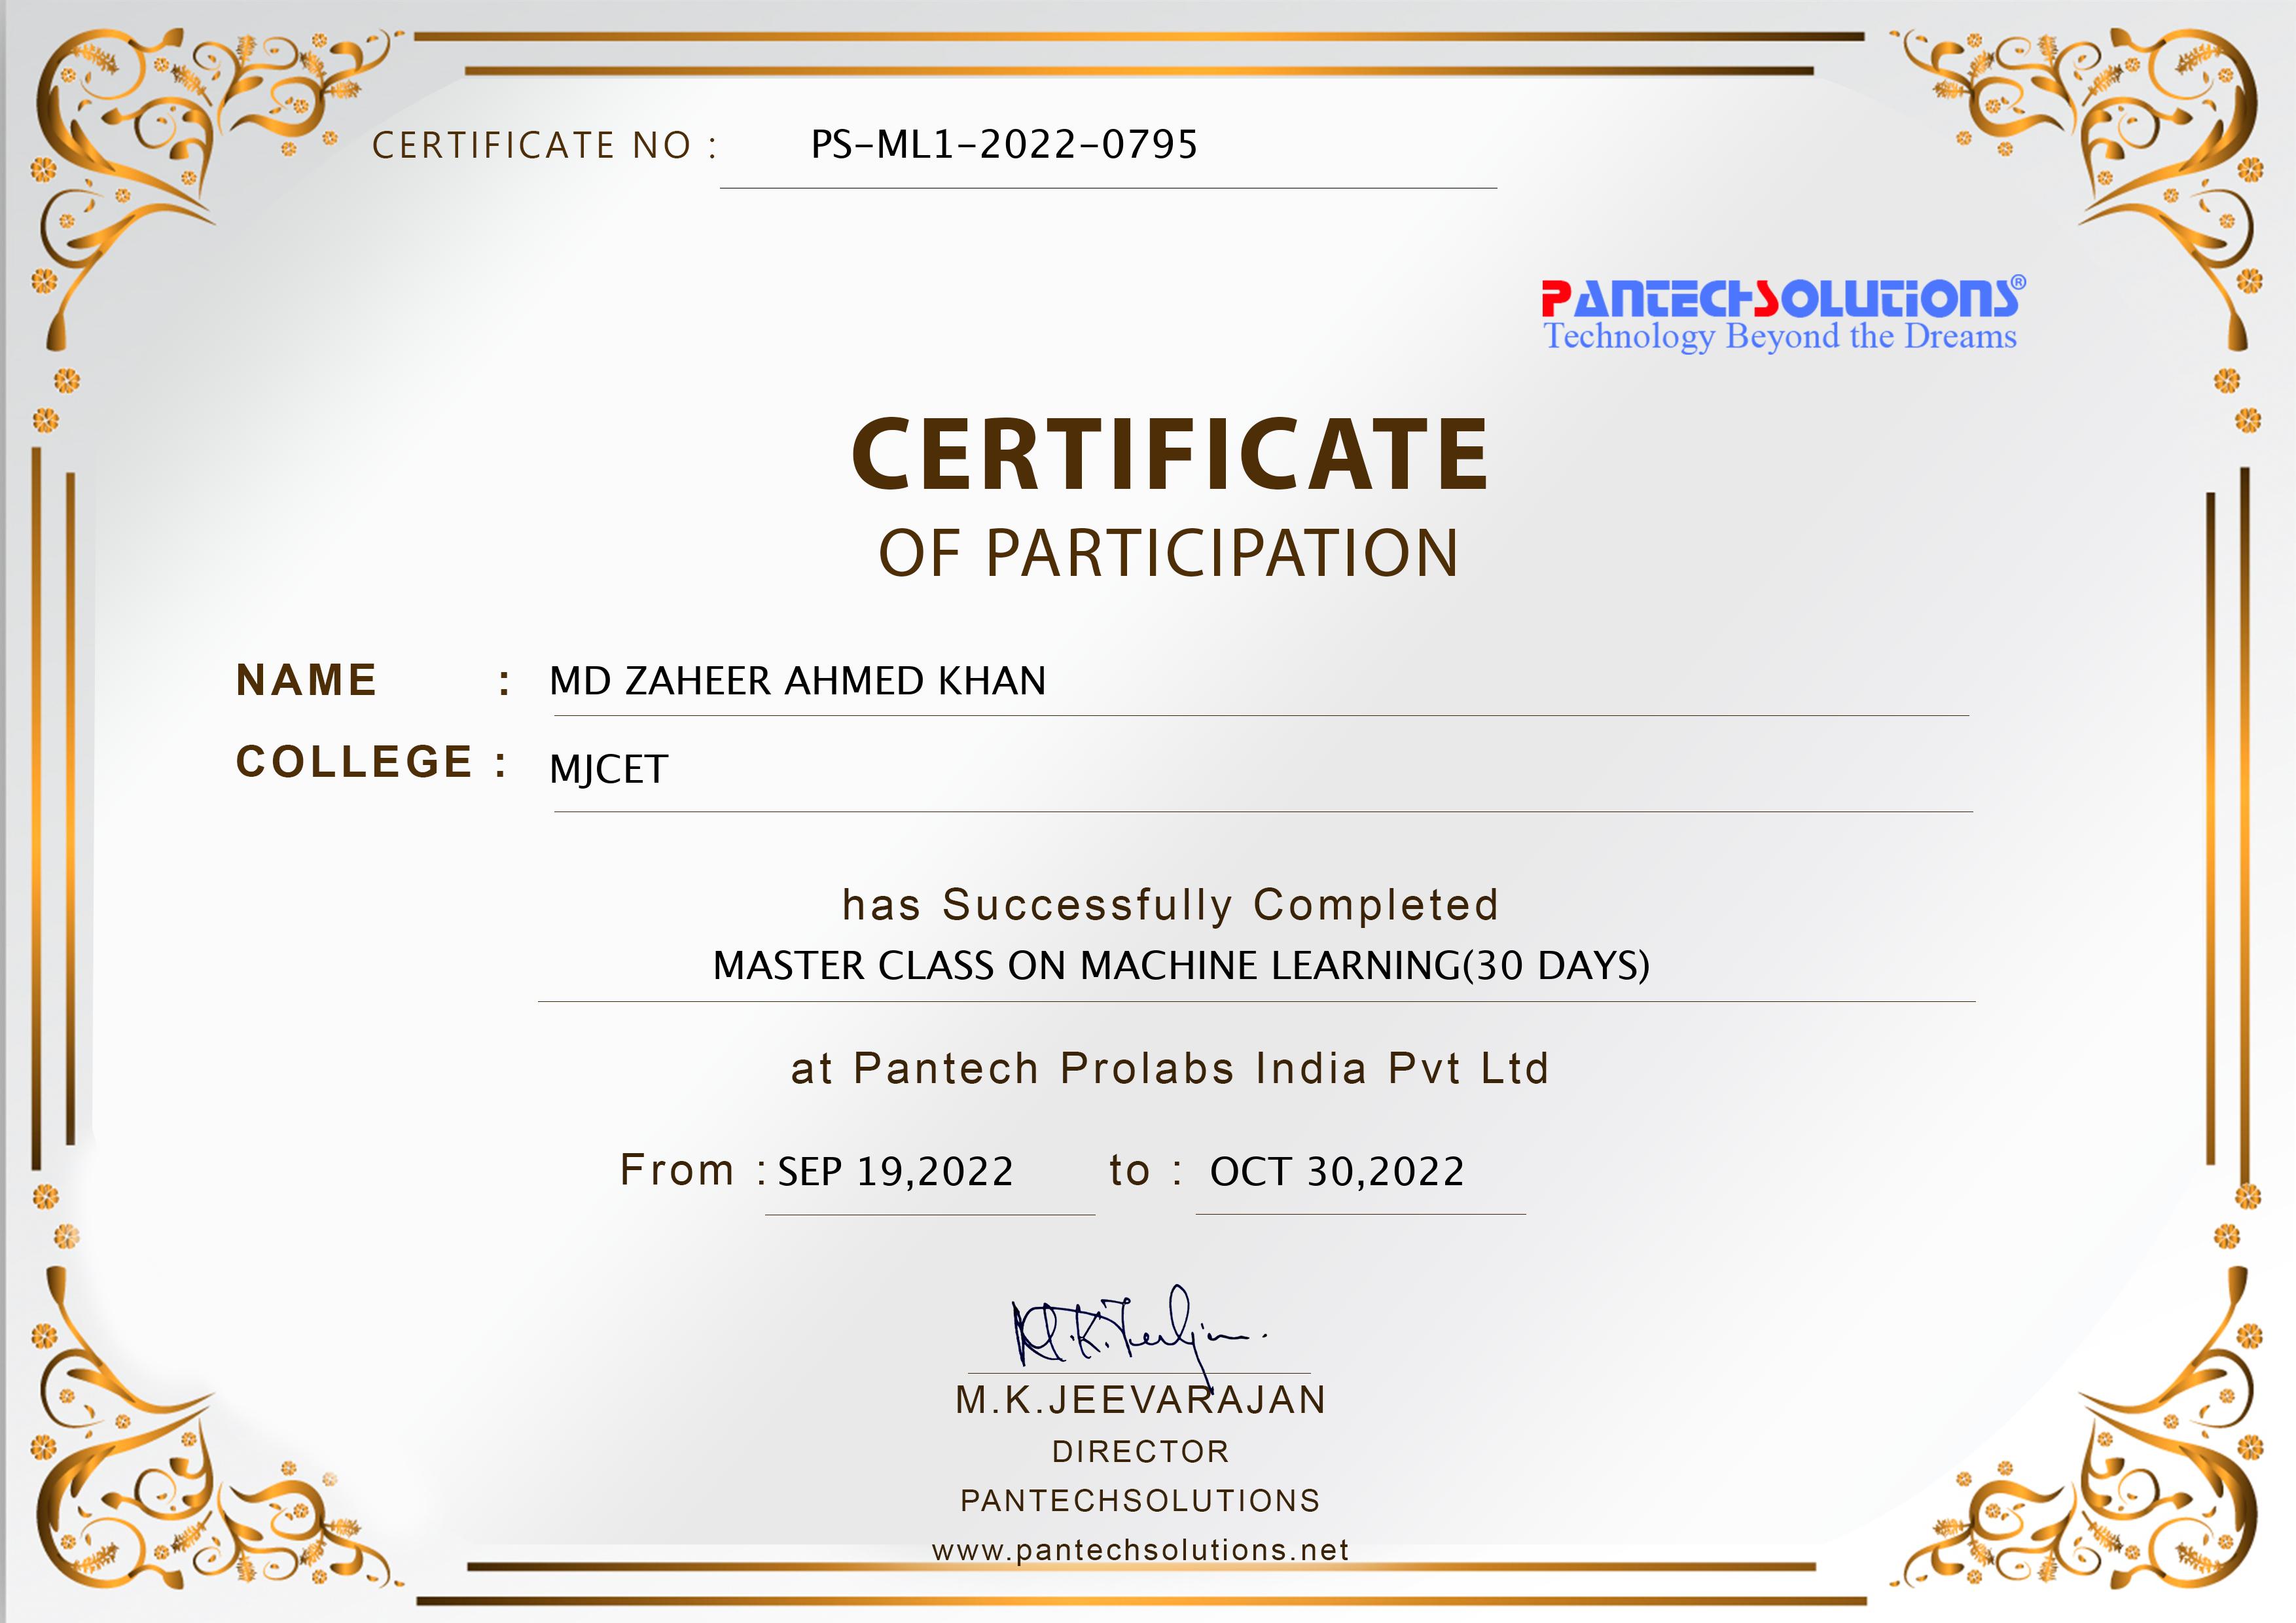 CERTIFICATE NO : PS-ML1-2022-0795
PANTECHSOLUTIONS®
Technology Beyond the Dreams
CERTIFICATE
OF PARTICIPATION
NAME : MD ZAHEER AHMED KHAN
COLLEGE : MJCET
has Successfully Completed
MASTER CLASS ON MACHINE LEARNING(30 DAYS)
at Pantech Prolabs India Pvt Ltd
From : SEP 19,2022 to : OCT 30,2022
M.K.JEEVARAJAN
DIRECTOR
PANTECHSOLUTIONS
www.pantechsolutions.net